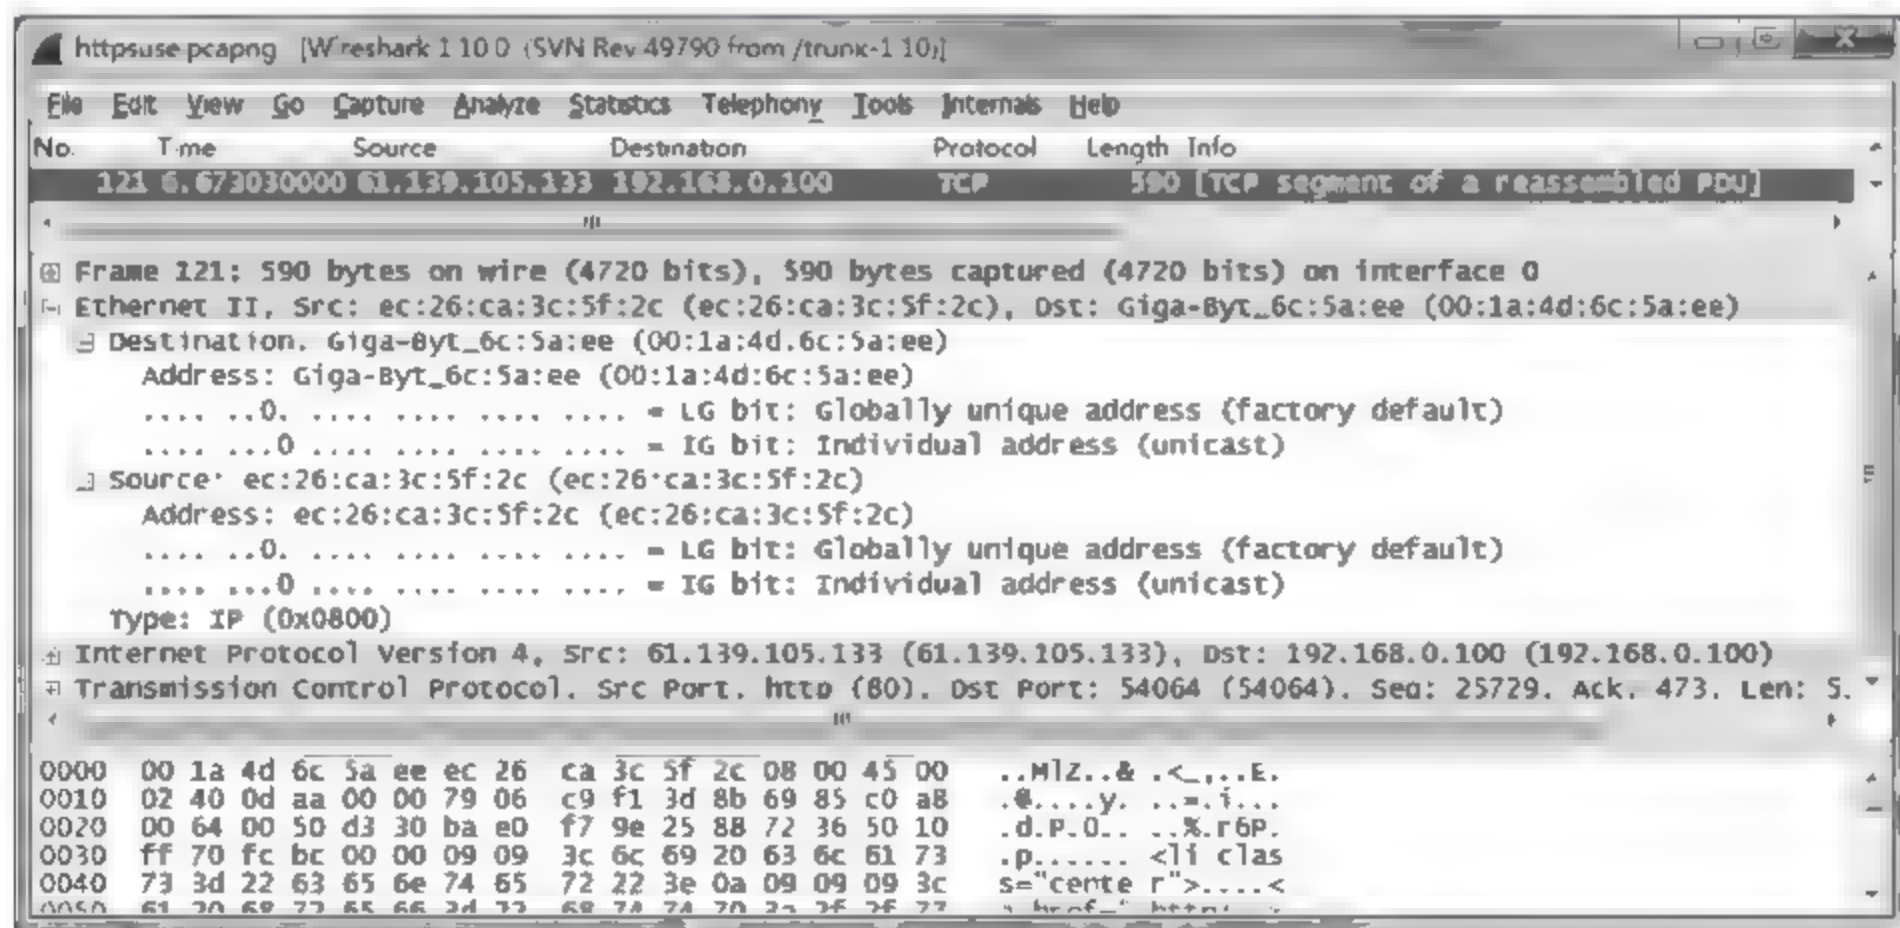 httpsuse.pcapng [Wireshark 1.10.0 (SVN Rev 49790 from /trunk-1.10)]
File Edit View Go Capture Analyze Statistics Telephony Tools Internals Help
No. Time Source Destination Protocol Length Info
121 6.673030000 61.139.105.133 192.168.0.100 TCP 590 [TCP segment of a reassembled PDU]
Frame 121: 590 bytes on wire (4720 bits), 590 bytes captured (4720 bits) on interface 0
Ethernet II, Src: ec:26:ca:3c:5f:2c (ec:26:ca:3c:5f:2c), Dst: Giga-Byt_6c:5a:ee (00:1a:4d:6c:5a:ee)
Destination: Giga-Byt_6c:5a:ee (00:1a:4d:6c:5a:ee)
Address: Giga-Byt_6c:5a:ee (00:1a:4d:6c:5a:ee)
.... ..0. .... .... .... .... = LG bit: Globally unique address (factory default)
.... ...0 .... .... .... .... = IG bit: Individual address (unicast)
Source: ec:26:ca:3c:5f:2c (ec:26:ca:3c:5f:2c)
Address: ec:26:ca:3c:5f:2c (ec:26:ca:3c:5f:2c)
.... ..0. .... .... .... .... = LG bit: Globally unique address (factory default)
.... ...0 .... .... .... .... = IG bit: Individual address (unicast)
Type: IP (0x0800)
Internet Protocol Version 4, Src: 61.139.105.133 (61.139.105.133), Dst: 192.168.0.100 (192.168.0.100)
Transmission Control Protocol, Src Port: http (80), Dst Port: 54064 (54064), Seq: 25729, Ack: 473, Len: 5.
0000 00 1a 4d 6c 5a ee ec 26 ca 3c 5f 2c 08 00 45 00 ..MlZ..& .<_,..E.
0010 02 40 0d aa 00 00 79 06 c9 f1 3d 8b 69 85 c0 a8 .@....y. ..=.i...
0020 00 64 00 50 d3 30 ba e0 f7 9e 25 88 72 36 50 10 .d.P.0.. ..%.r6P.
0030 ff 70 fc bc 00 00 09 09 3c 6c 69 20 63 6c 61 73 .p...... <li clas
0040 73 3d 22 63 65 6e 74 65 72 22 3e 0a 09 09 09 3c s="cente r">....<